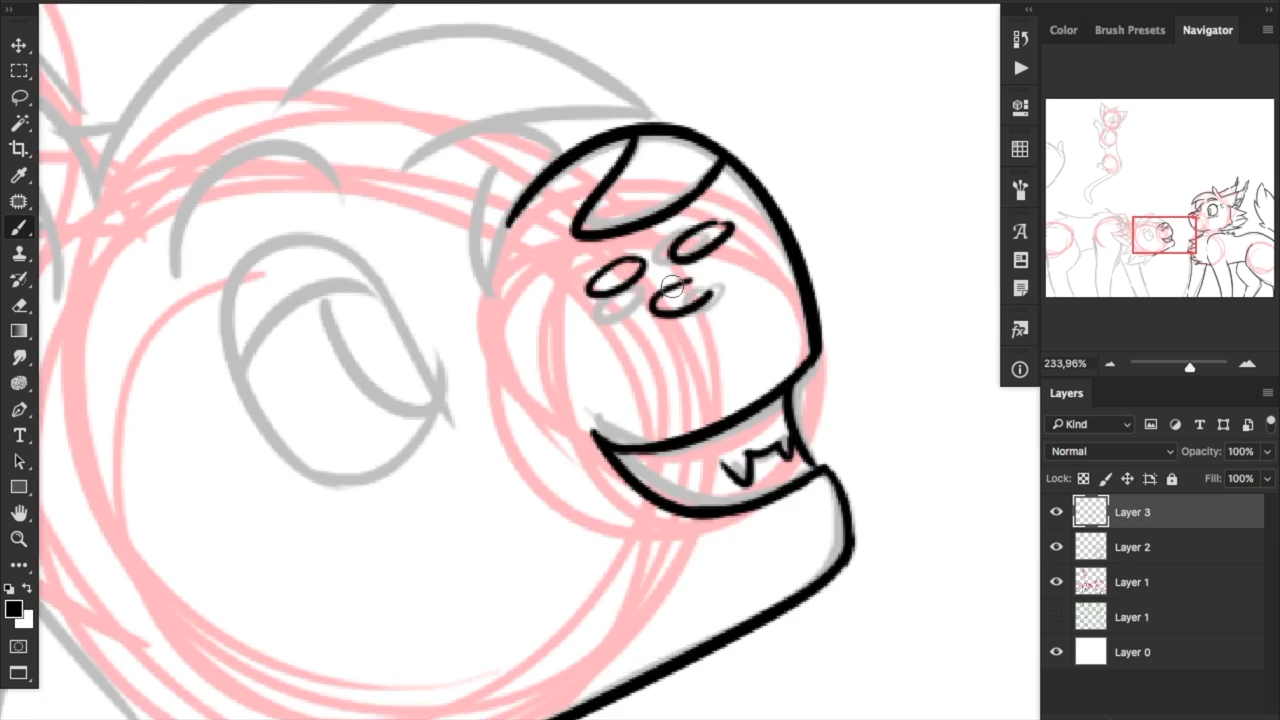 Color Brush Presets Navigator
233,96%
Layers
Kind
Normal Opacity: 100%
Lock: Fill: 100%
Layer 3
Layer 2
Layer 1
Layer 1
Layer 0